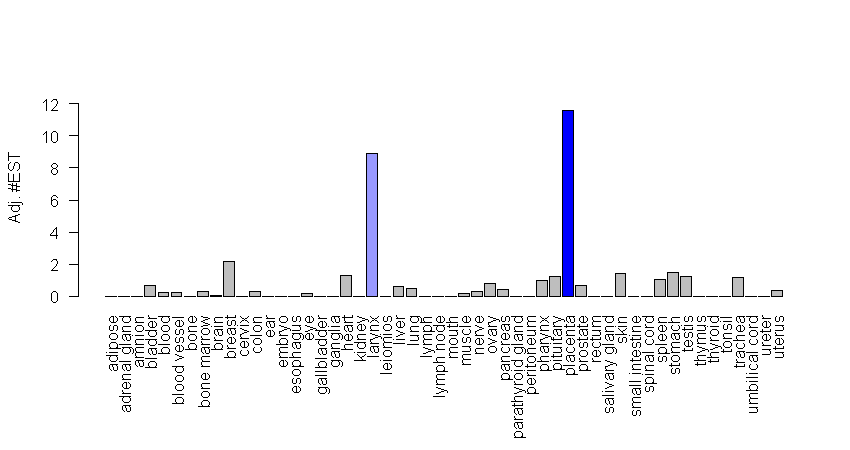 Adj. #EST
12
10
8
6
4
2
0
adipose
adrenal gland
amnion
bladder
blood
blood vessel
bone
bone marrow
brain
breast
cervix
colon
ear
embryo
esophagus
eye
gallbladder
ganglia
heart
kidney
larynx
leiomios
liver
lung
lymph
lymph node
mouth
muscle
nerve
ovary
pancreas
parathyroid gland
peritoneum
pharynx
pituitary
placenta
prostate
rectum
salivary gland
skin
small intestine
spinal cord
spleen
stomach
testis
thymus
thyroid
tonsil
trachea
umbilical cord
ureter
uterus